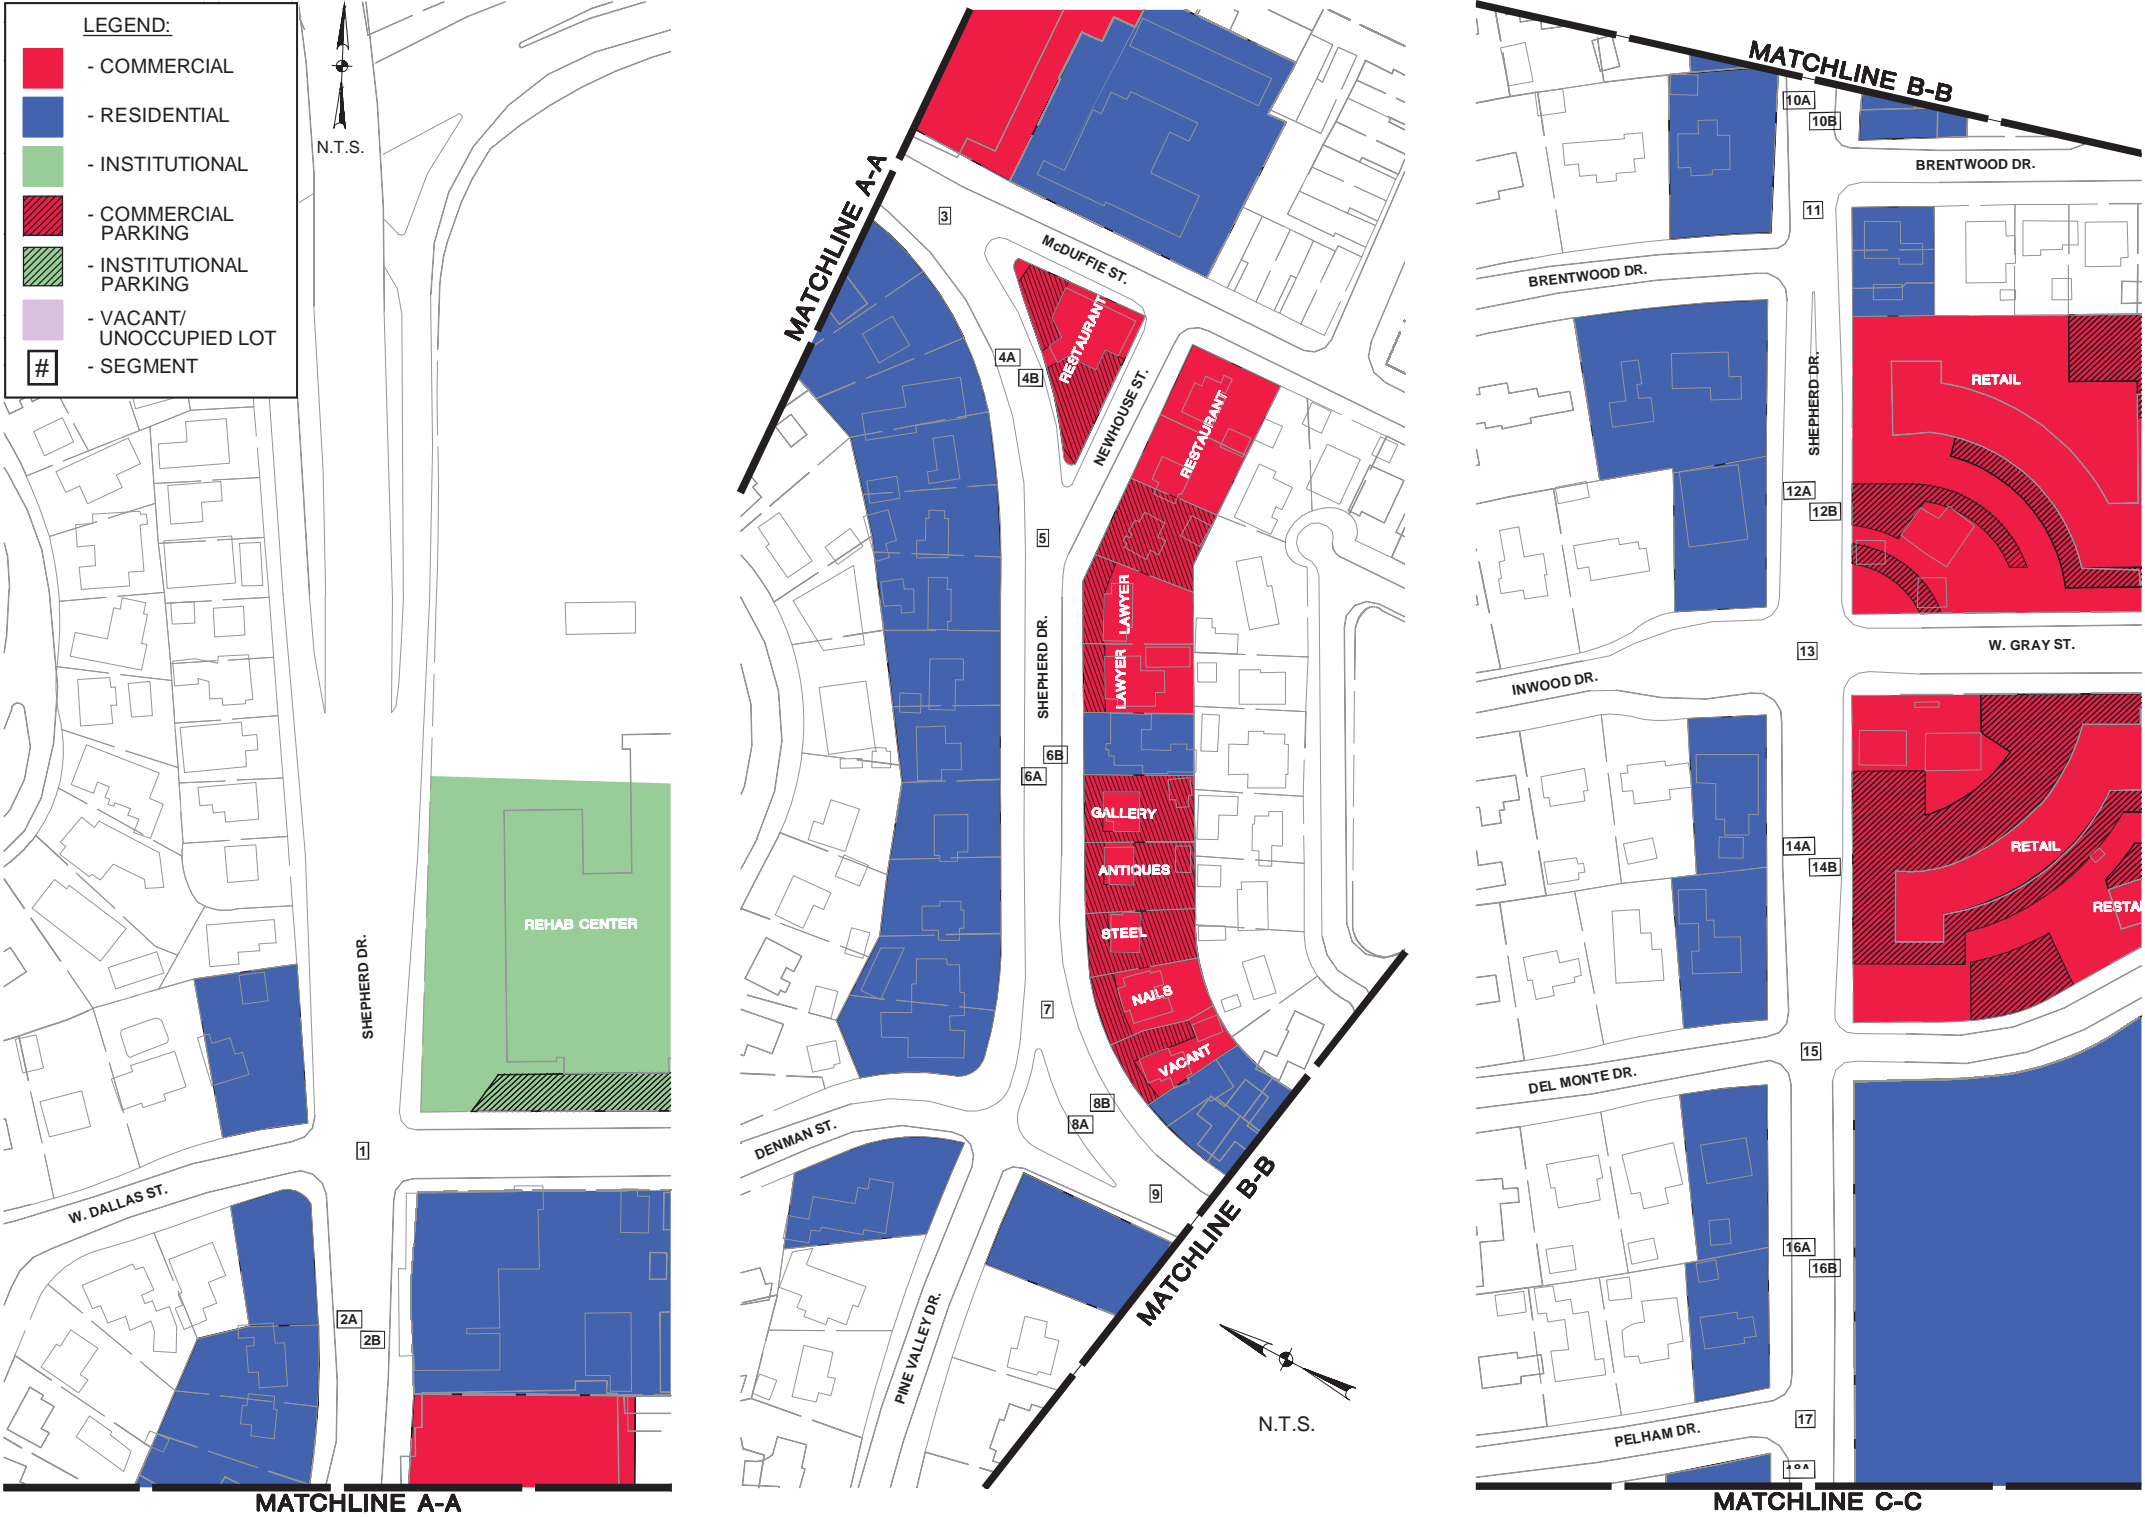 LEGEND:
- COMMERCIAL
- RESIDENTIAL
- INSTITUTIONAL
- COMMERCIAL
PARKING
- INSTITUTIONAL
PARKING
- VACANT/
UNOCCUPIED LOT
# - SEGMENT
N.T.S.
REHAB CENTER
SHEPHERD DR.
1
W. DALLAS ST.
2A
2B
MATCHLINE A-A
MATCHLINE A-A
3
McDUFFIE ST.
RESTAURANT
4A
4B
NEWHOUSE ST.
RESTAURANT
5
LAWYER
SHEPHERD DR.
LAWYER
6B
6A
GALLERY
ANTIQUES
STEEL
NAILS
7
VACANT
8B
8A
DENMAN ST.
9
MATCHLINE B-B
PINE VALLEY DR.
N.T.S.
MATCHLINE B-B
10A
10B
BRENTWOOD DR.
11
BRENTWOOD DR.
SHEPHERD DR.
RETAIL
12A
12B
13
W. GRAY ST.
INWOOD DR.
14A
14B
RETAIL
RESTA
15
DEL MONTE DR.
16A
16B
17
PELHAM DR.
18A
MATCHLINE C-C